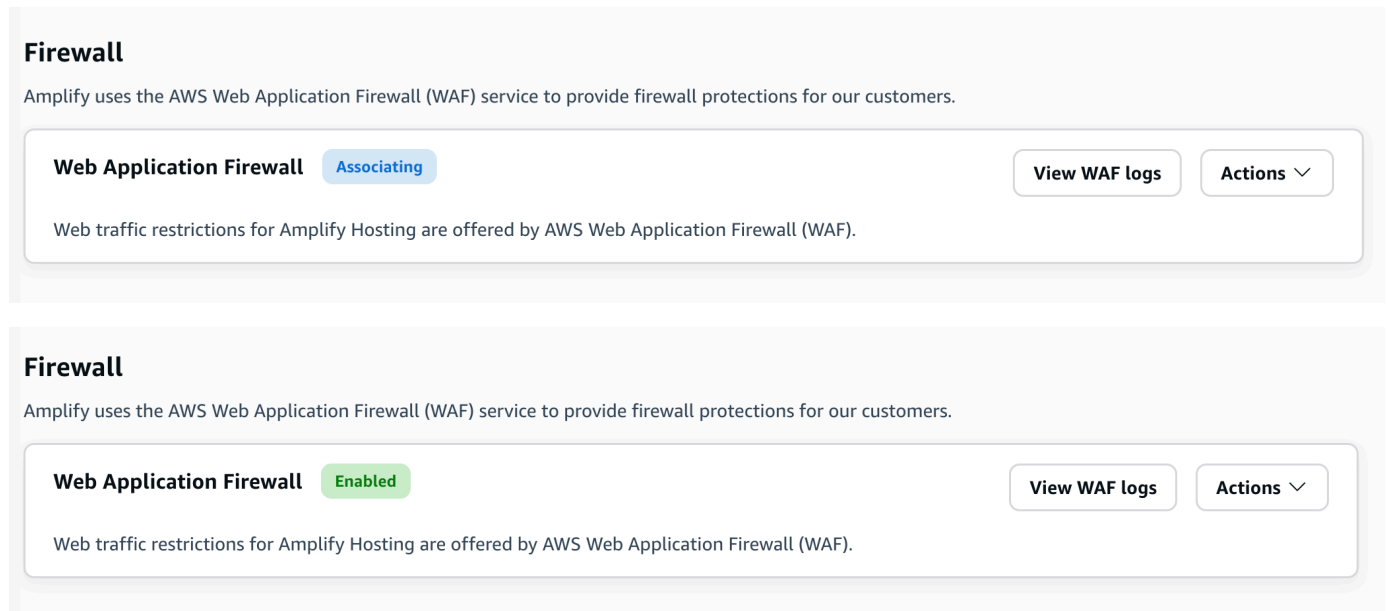 Firewall
Amplify uses the AWS Web Application Firewall (WAF) service to provide firewall protections for our customers.
Web Application Firewall Associating View WAF logs Actions
Web traffic restrictions for Amplify Hosting are offered by AWS Web Application Firewall (WAF).
Firewall
Amplify uses the AWS Web Application Firewall (WAF) service to provide firewall protections for our customers.
Web Application Firewall Enabled View WAF logs Actions
Web traffic restrictions for Amplify Hosting are offered by AWS Web Application Firewall (WAF).